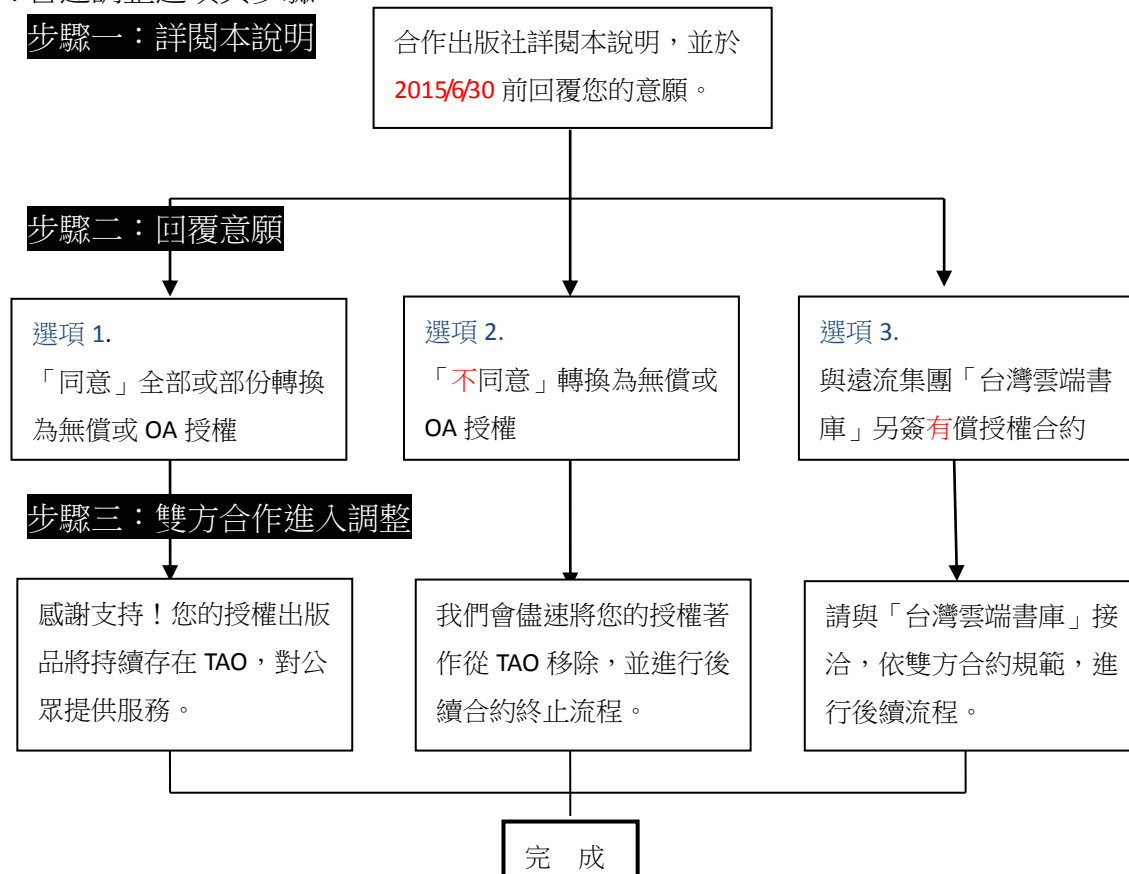 步驟一：詳閱本說明
合作出版社詳閱本說明，並於
2015/6/30 前回覆您的意願。
步驟二：回覆意願
選項 1.
「同意」全部或部份轉換
為無償或 OA 授權
選項 2.
「不同意」轉換為無償或
OA 授權
選項 3.
與遠流集團「台灣雲端書
庫」另簽有償授權合約
步驟三：雙方合作進入調整
感謝支持！您的授權出版
品將持續存在 TAO，對公
眾提供服務。
我們會儘速將您的授權著
作從 TAO 移除，並進行後
續合約終止流程。
請與「台灣雲端書庫」接
洽，依雙方合約規範，進
行後續流程。
完 成